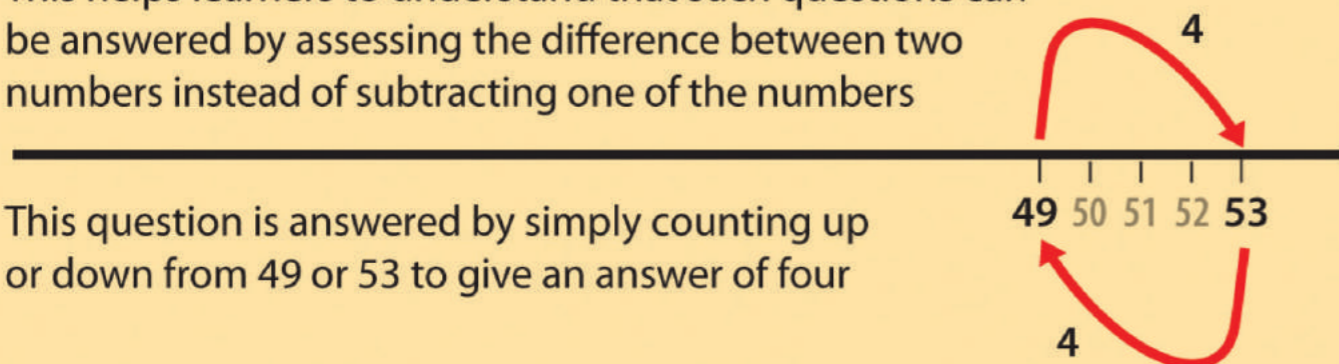 be answered by assessing the difference between two
numbers instead of subtracting one of the numbers
4
49 50 51 52 53
This question is answered by simply counting up
or down from 49 or 53 to give an answer of four
4